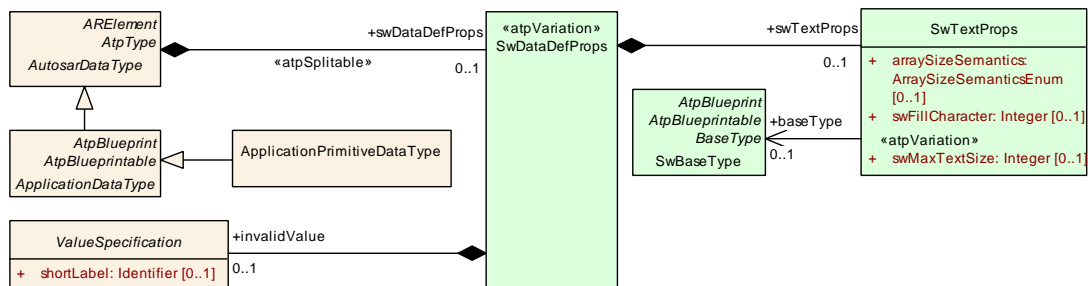 ARElement
AtpType
AutosarDataType
+swDataDefProps
«atpSplitable»
0..1
«atpVariation»
SwDataDefProps
+swTextProps
0..1
SwTextProps
+ arraySizeSemantics:
ArraySizeSemanticsEnum
[0..1]
+ swFillCharacter: Integer [0..1]
«atpVariation»
+ swMaxTextSize: Integer [0..1]
AtpBlueprint
AtpBlueprintable
BaseType
SwBaseType
+baseType
0..1
AtpBlueprint
AtpBlueprintable
ApplicationDataType
ApplicationPrimitiveDataType
ValueSpecification
+ shortLabel: Identifier [0..1]
+invalidValue
0..1